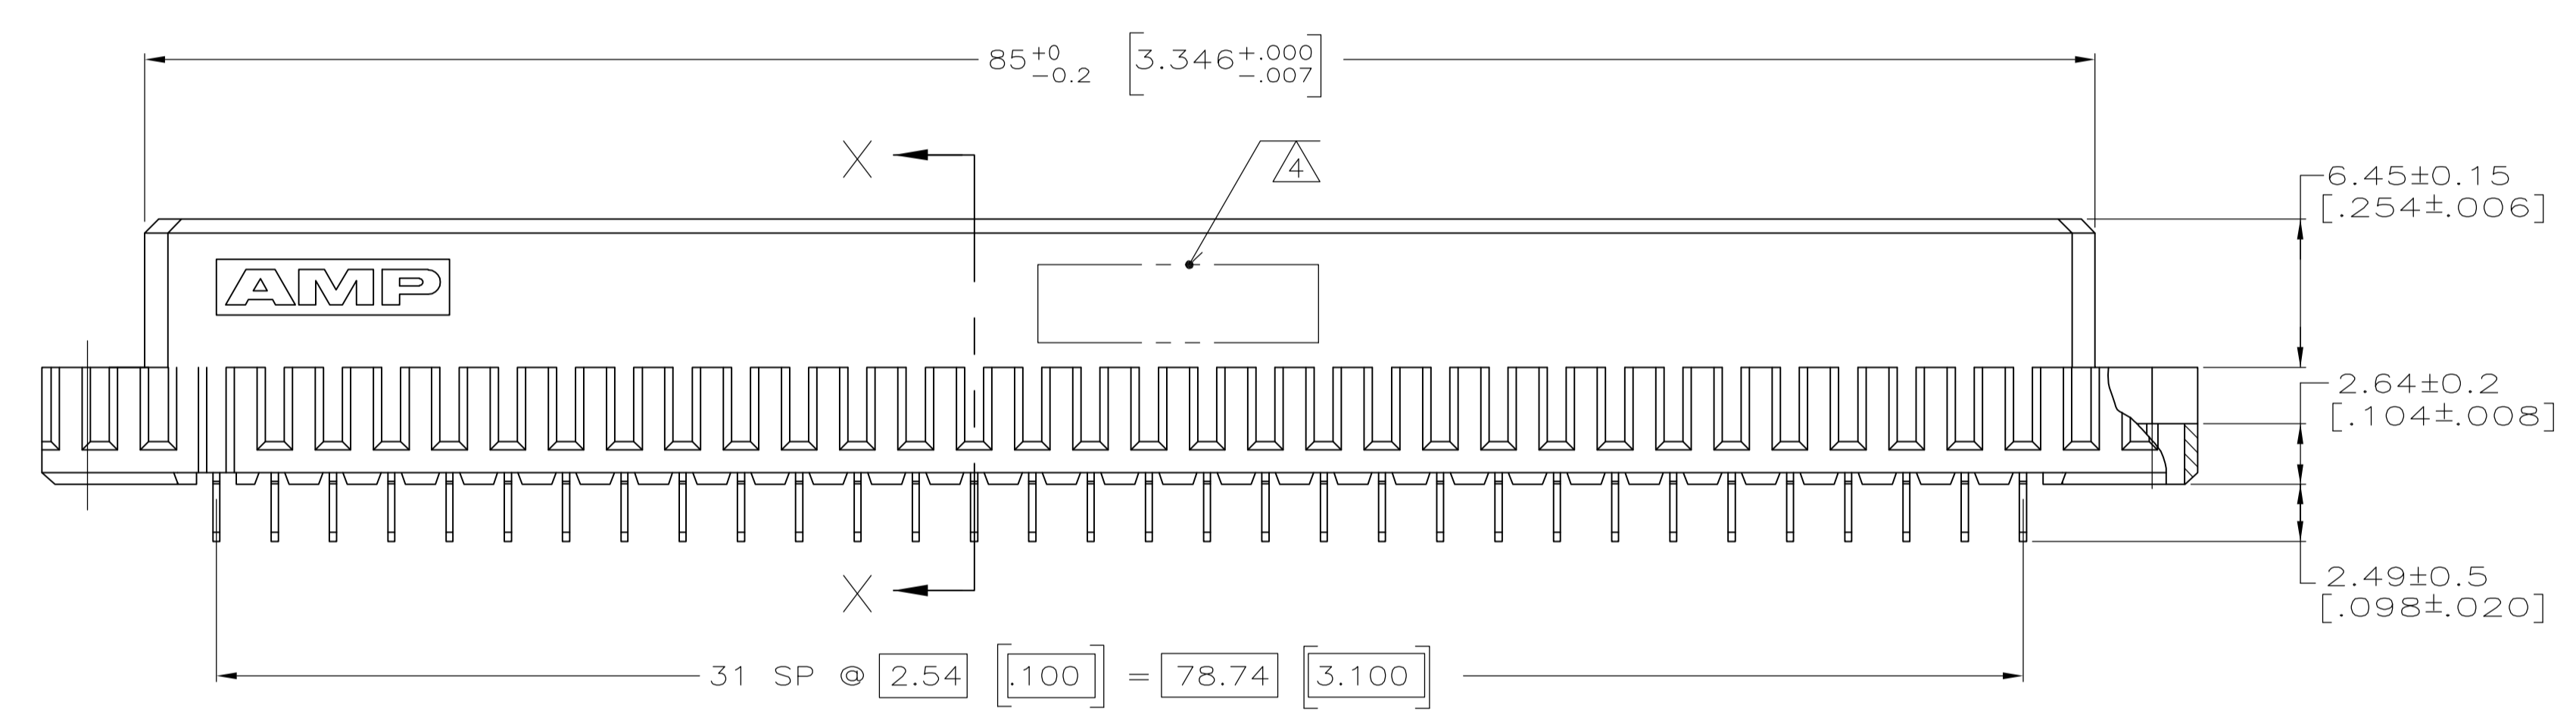 85 +0 -0.2 [3.346 +.000 -.007]
X
4
6.45±0.15
[.254±.006]
AMP
2.64±0.2
[.104±.008]
2.49±0.5
[.098±.020]
X
31 SP @ 2.54 [.100] = 78.74 [3.100]